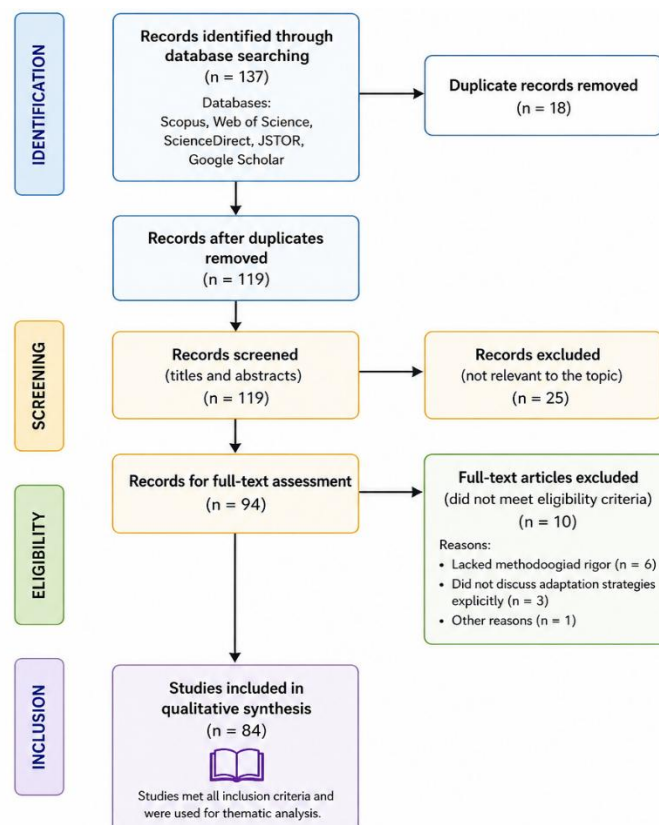 IDENTIFICATION
Records identified through
database searching
(n = 137)
Databases:
Scopus, Web of Science,
ScienceDirect, JSTOR,
Google Scholar
Duplicate records removed
(n = 18)
Records after duplicates
removed
(n = 119)
SCREENING
Records screened
(titles and abstracts)
(n = 119)
Records excluded
(not relevant to the topic)
(n = 25)
ELIGIBILITY
Records for full-text assessment
(n = 94)
Full-text articles excluded
(did not meet eligibility criteria)
(n = 10)
Reasons:
• Lacked methodoogiad rigor (n = 6)
• Did not discuss adaptation strategies
explicitly (n = 3)
• Other reasons (n = 1)
INCLUSION
Studies included in
qualitative synthesis
(n = 84)
Studies met all inclusion criteria and
were used for thematic analysis.